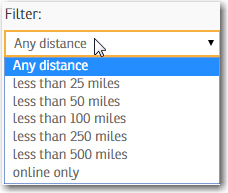 Filter:
Any distance
Any distance
less than 25 miles
less than 50 miles
less than 100 miles
less than 250 miles
less than 500 miles
online only